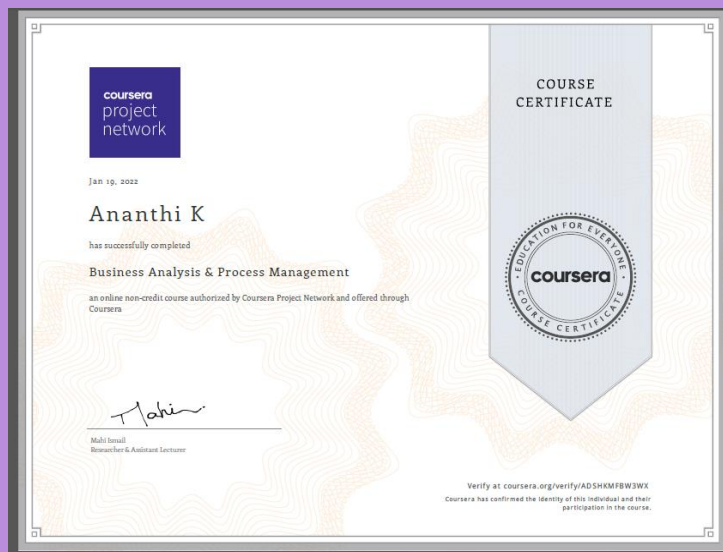 coursera
project
network
COURSE
CERTIFICATE
Jan 19, 2022
Ananthi K
has successfully completed
Business Analysis & Process Management
an online non-credit course authorized by Coursera Project Network and offered through
Coursera
EDUCATION FOR EVERYONE
coursera
COURSE CERTIFICATE
Mahi
Mahi Ismail
Researcher & Assistant Lecturer
Verify at coursera.org/verify/ADSHKMFBW3WX
Coursera has confirmed the identity of this individual and their
participation in the course.